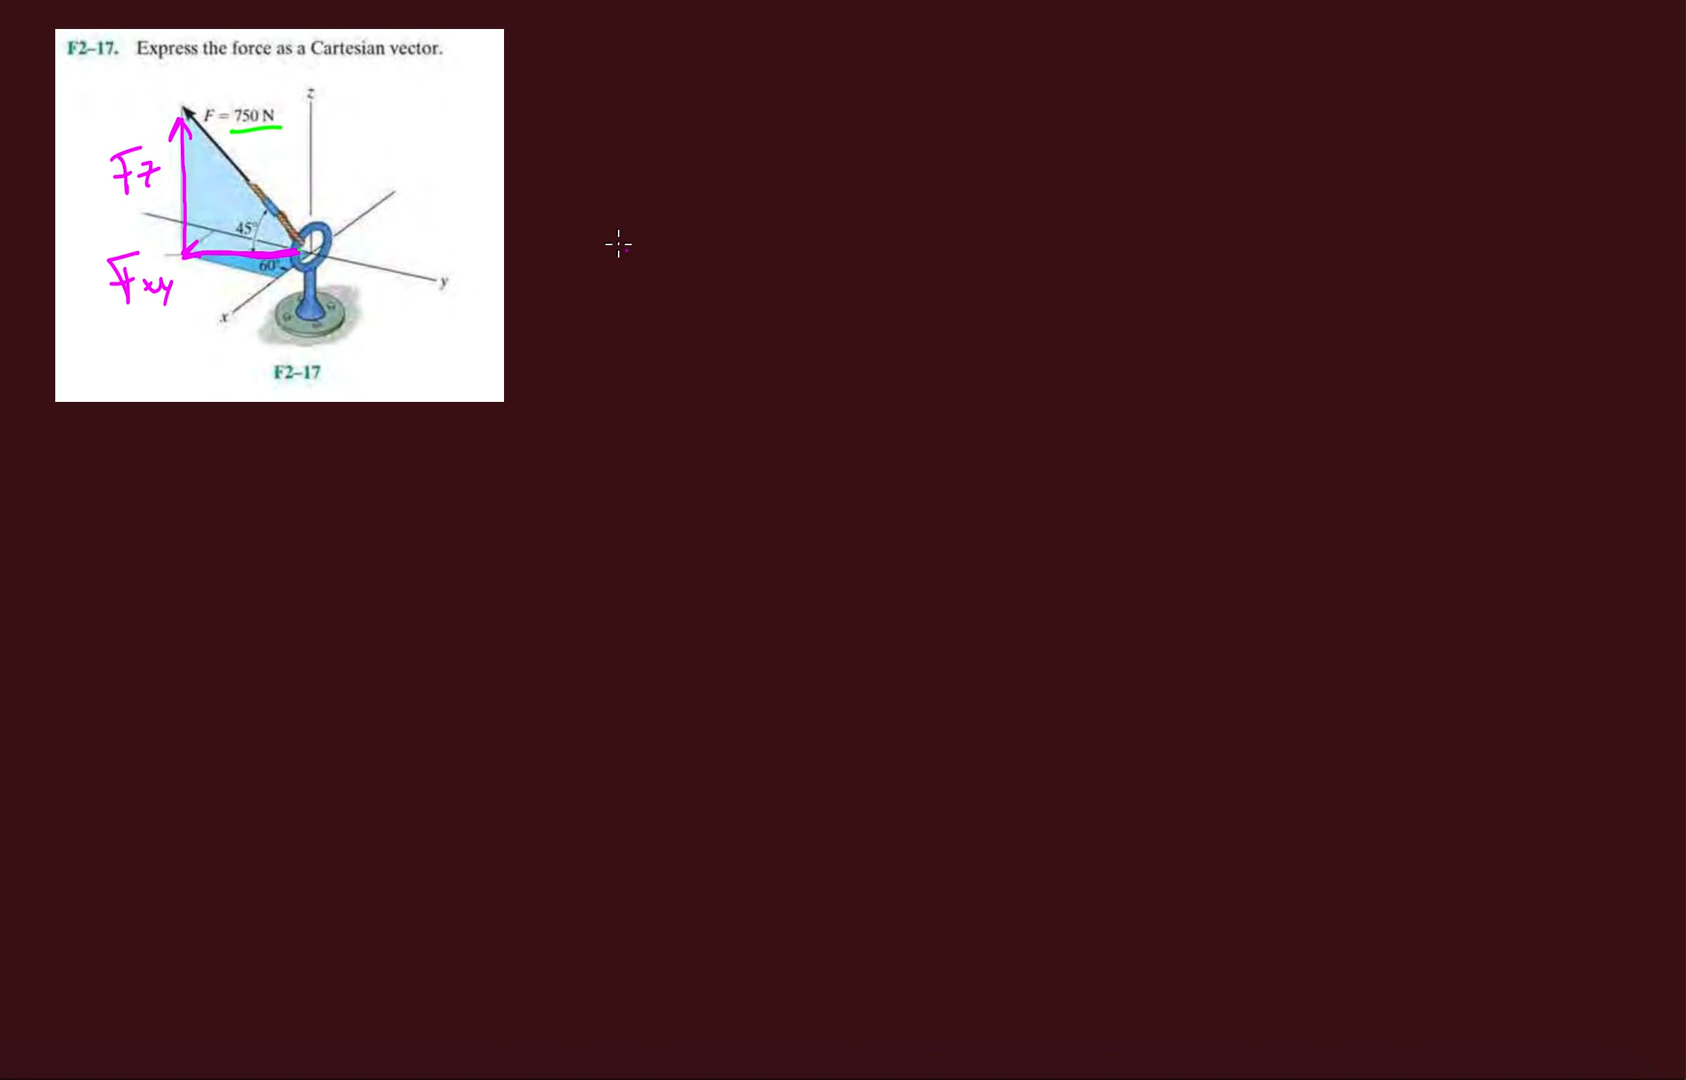 F2–17. Express the force as a Cartesian vector.
z
F = 750 N
Fz
45°
Fxy
60°
y
x
F2–17